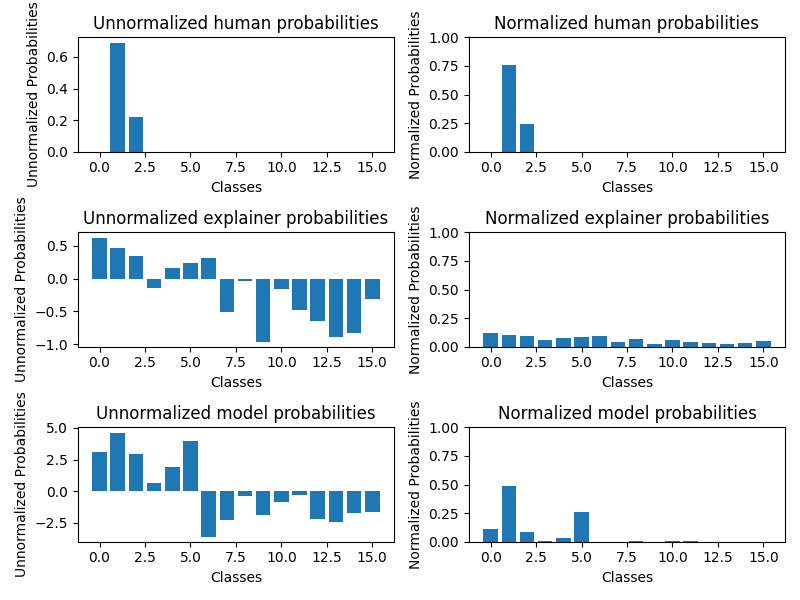 Unnormalized human probabilities
Unnormalized Probabilities
0.6
0.4
0.2
0.0
0.0 2.5 5.0 7.5 10.0 12.5 15.0
Classes
Normalized human probabilities
Normalized Probabilities
1.00
0.75
0.50
0.25
0.00
0.0 2.5 5.0 7.5 10.0 12.5 15.0
Classes
Unnormalized explainer probabilities
Unnormalized Probabilities
0.5
0.0
−0.5
−1.0
0.0 2.5 5.0 7.5 10.0 12.5 15.0
Classes
Normalized explainer probabilities
Normalized Probabilities
1.00
0.75
0.50
0.25
0.00
0.0 2.5 5.0 7.5 10.0 12.5 15.0
Classes
Unnormalized model probabilities
Unnormalized Probabilities
5.0
2.5
0.0
−2.5
0.0 2.5 5.0 7.5 10.0 12.5 15.0
Classes
Normalized model probabilities
Normalized Probabilities
1.00
0.75
0.50
0.25
0.00
0.0 2.5 5.0 7.5 10.0 12.5 15.0
Classes